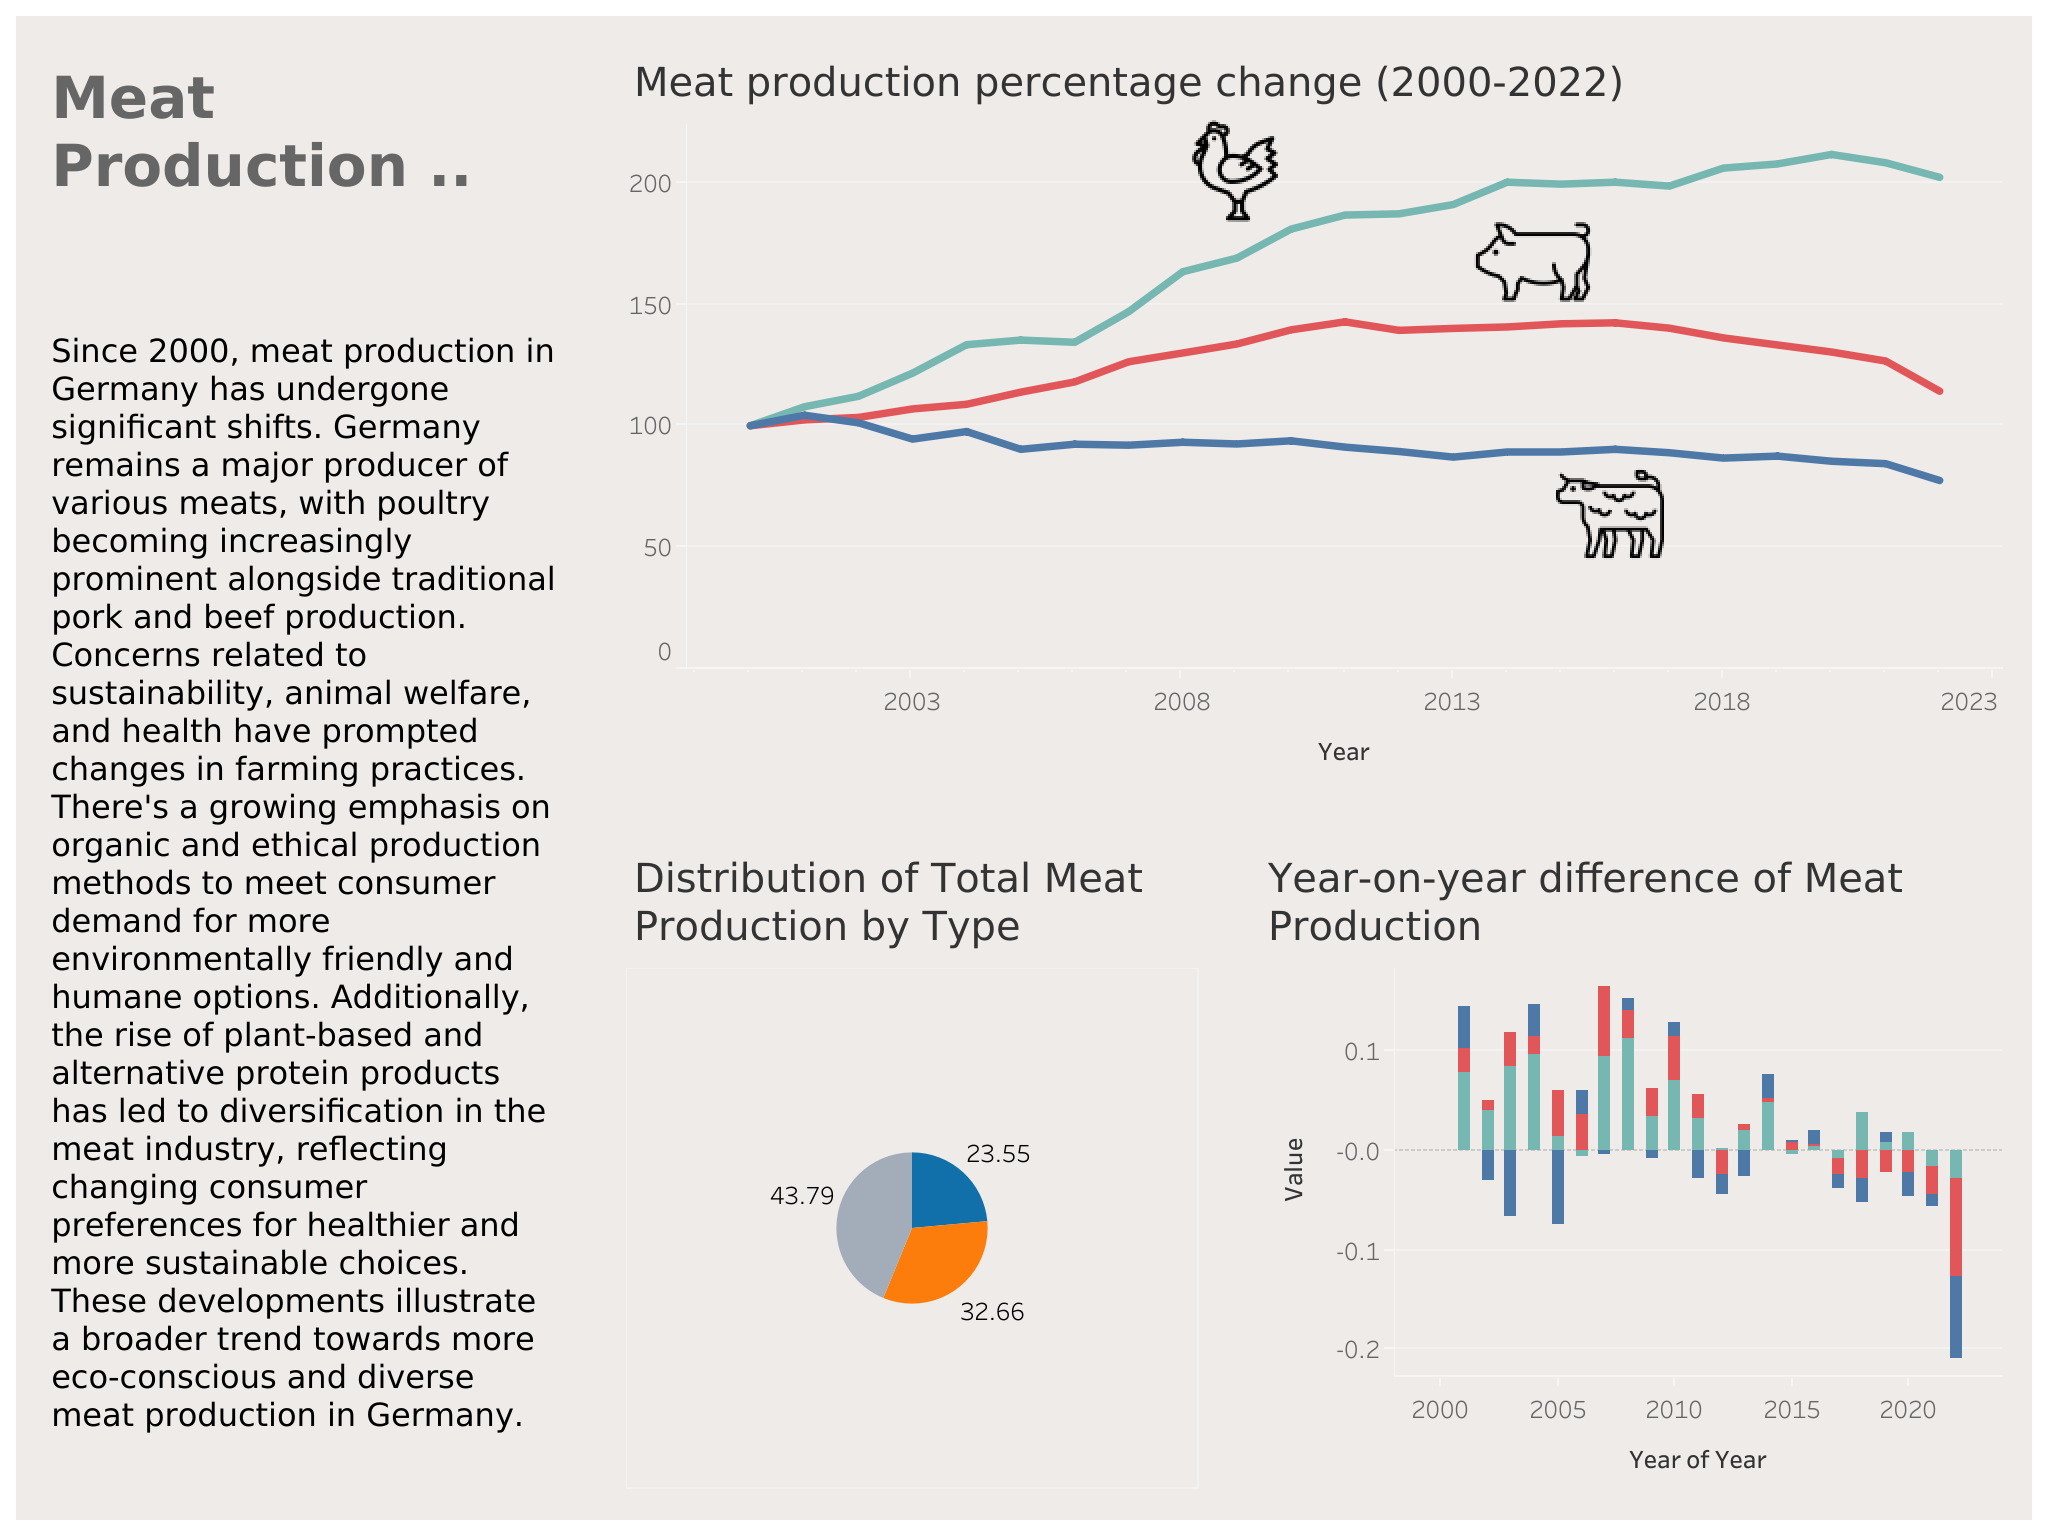 Meat
Production ..
Since 2000, meat production in
Germany has undergone
significant shifts. Germany
remains a major producer of
various meats, with poultry
becoming increasingly
prominent alongside traditional
pork and beef production.
Concerns related to
sustainability, animal welfare,
and health have prompted
changes in farming practices.
There's a growing emphasis on
organic and ethical production
methods to meet consumer
demand for more
environmentally friendly and
humane options. Additionally,
the rise of plant-based and
alternative protein products
has led to diversification in the
meat industry, reflecting
changing consumer
preferences for healthier and
more sustainable choices.
These developments illustrate
a broader trend towards more
eco-conscious and diverse
meat production in Germany.
Meat production percentage change (2000-2022)
200
150
100
50
0
2003 2008 2013 2018 2023
Year
Distribution of Total Meat
Production by Type
23.55
43.79
32.66
Year-on-year difference of Meat
Production
Value
0.1
-0.0
-0.1
-0.2
2000 2005 2010 2015 2020
Year of Year